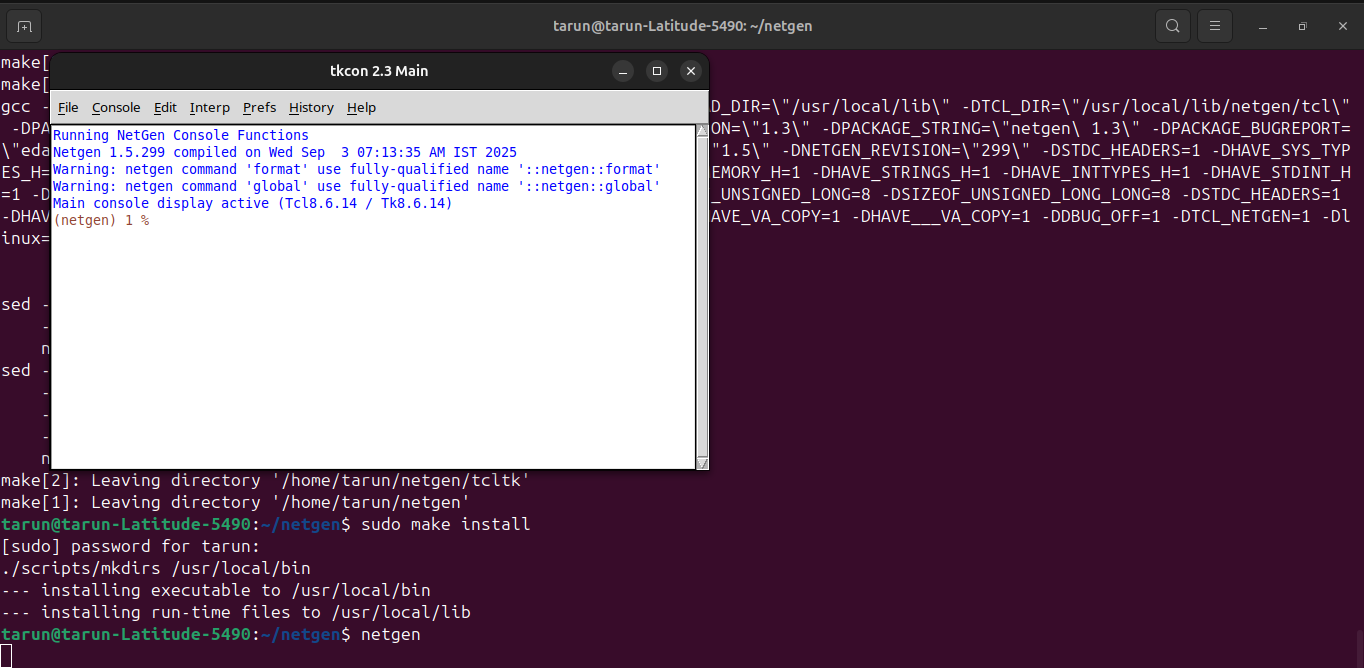 tarun@tarun-Latitude-5490: ~/netgen
make[
make[
gcc -
D_DIR=\"/usr/local/lib\" -DTCL_DIR=\"/usr/local/lib/netgen/tcl\"
-DPA
ON=\"1.3\" -DPACKAGE_STRING=\"netgen\ 1.3\" -DPACKAGE_BUGREPORT=
\"eda
"1.5\" -DNETGEN_REVISION=\"299\" -DSTDC_HEADERS=1 -DHAVE_SYS_TYP
ES_H=
EMORY_H=1 -DHAVE_STRINGS_H=1 -DHAVE_INTTYPES_H=1 -DHAVE_STDINT_H
=1 -D
_UNSIGNED_LONG=8 -DSIZEOF_UNSIGNED_LONG_LONG=8 -DSTDC_HEADERS=1
-DHAV
AVE_VA_COPY=1 -DHAVE___VA_COPY=1 -DDBUG_OFF=1 -DTCL_NETGEN=1 -Dl
inux=
sed -
-
n
sed -
-
-
-
n
tkcon 2.3 Main
File Console Edit Interp Prefs History Help
Running NetGen Console Functions
Netgen 1.5.299 compiled on Wed Sep  3 07:13:35 AM IST 2025
Warning: netgen command 'format' use fully-qualified name '::netgen::format'
Warning: netgen command 'global' use fully-qualified name '::netgen::global'
Main console display active (Tcl8.6.14 / Tk8.6.14)
(netgen) 1 %
make[2]: Leaving directory '/home/tarun/netgen/tcltk'
make[1]: Leaving directory '/home/tarun/netgen'
tarun@tarun-Latitude-5490:~/netgen$ sudo make install
[sudo] password for tarun:
./scripts/mkdirs /usr/local/bin
--- installing executable to /usr/local/bin
--- installing run-time files to /usr/local/lib
tarun@tarun-Latitude-5490:~/netgen$ netgen